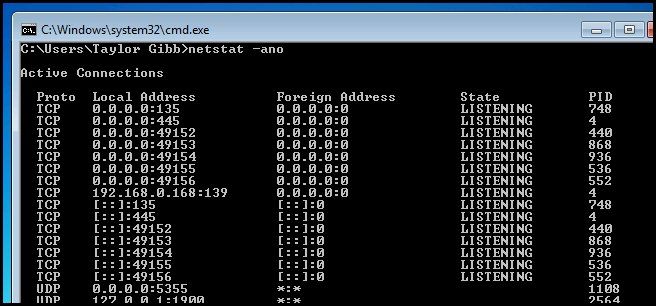 C:\Windows\system32\cmd.exe
C:\Users\Taylor Gibb>netstat -ano
Active Connections
Proto Local Address Foreign Address State PID
TCP 0.0.0.0:135 0.0.0.0:0 LISTENING 748
TCP 0.0.0.0:445 0.0.0.0:0 LISTENING 4
TCP 0.0.0.0:49152 0.0.0.0:0 LISTENING 440
TCP 0.0.0.0:49153 0.0.0.0:0 LISTENING 868
TCP 0.0.0.0:49154 0.0.0.0:0 LISTENING 936
TCP 0.0.0.0:49155 0.0.0.0:0 LISTENING 536
TCP 0.0.0.0:49156 0.0.0.0:0 LISTENING 552
TCP 192.168.0.168:139 0.0.0.0:0 LISTENING 4
TCP [::]:135 [::]:0 LISTENING 748
TCP [::]:445 [::]:0 LISTENING 4
TCP [::]:49152 [::]:0 LISTENING 440
TCP [::]:49153 [::]:0 LISTENING 868
TCP [::]:49154 [::]:0 LISTENING 936
TCP [::]:49155 [::]:0 LISTENING 536
TCP [::]:49156 [::]:0 LISTENING 552
UDP 0.0.0.0:5355 *:* 1108
UDP 127.0.0.1:1900 *:* 2564